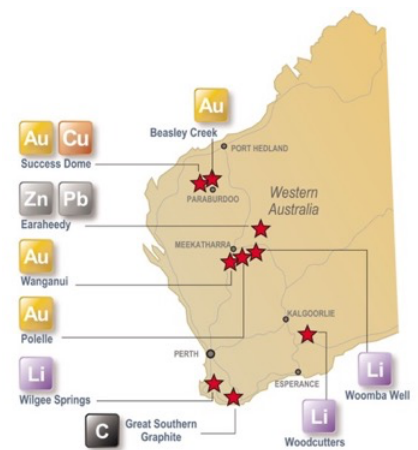 Au
Beasley Creek
Au Cu
Success Dome
PORT HEDLAND
PARABURDOO
Western
Australia
Zn Pb
Earaheedy
MEEKATHARRA
Au
Wanganui
Au
Polelle
KALGOORLIE
PERTH
ESPERANCE
Li
Woomba Well
Li
Wilgee Springs
Li
Woodcutters
C
Great Southern
Graphite